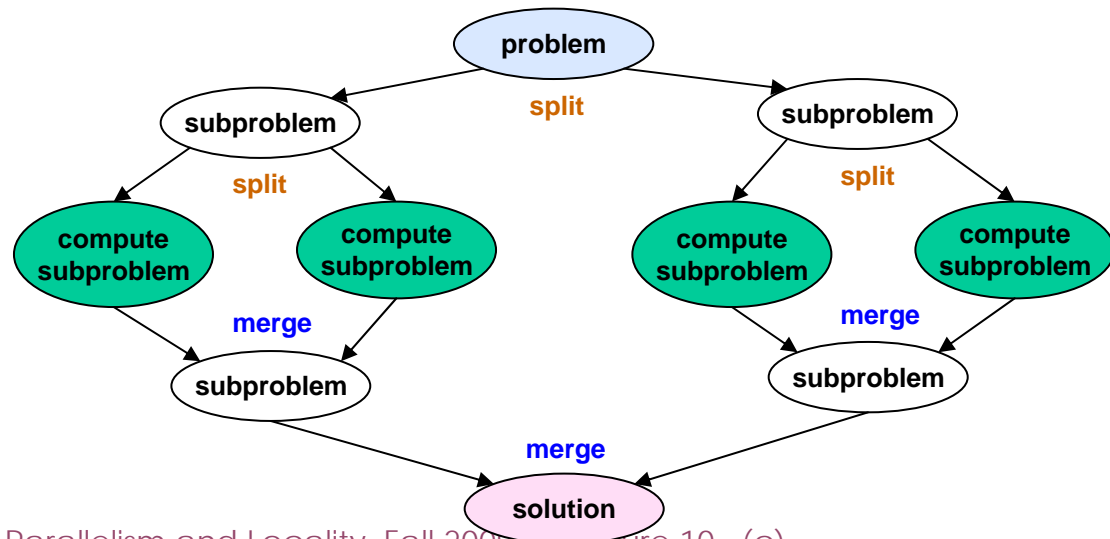 problem
split
subproblem
subproblem
split
split
compute
subproblem
compute
subproblem
compute
subproblem
compute
subproblem
merge
merge
subproblem
subproblem
merge
solution
Parallelism and Locality, Fall 10